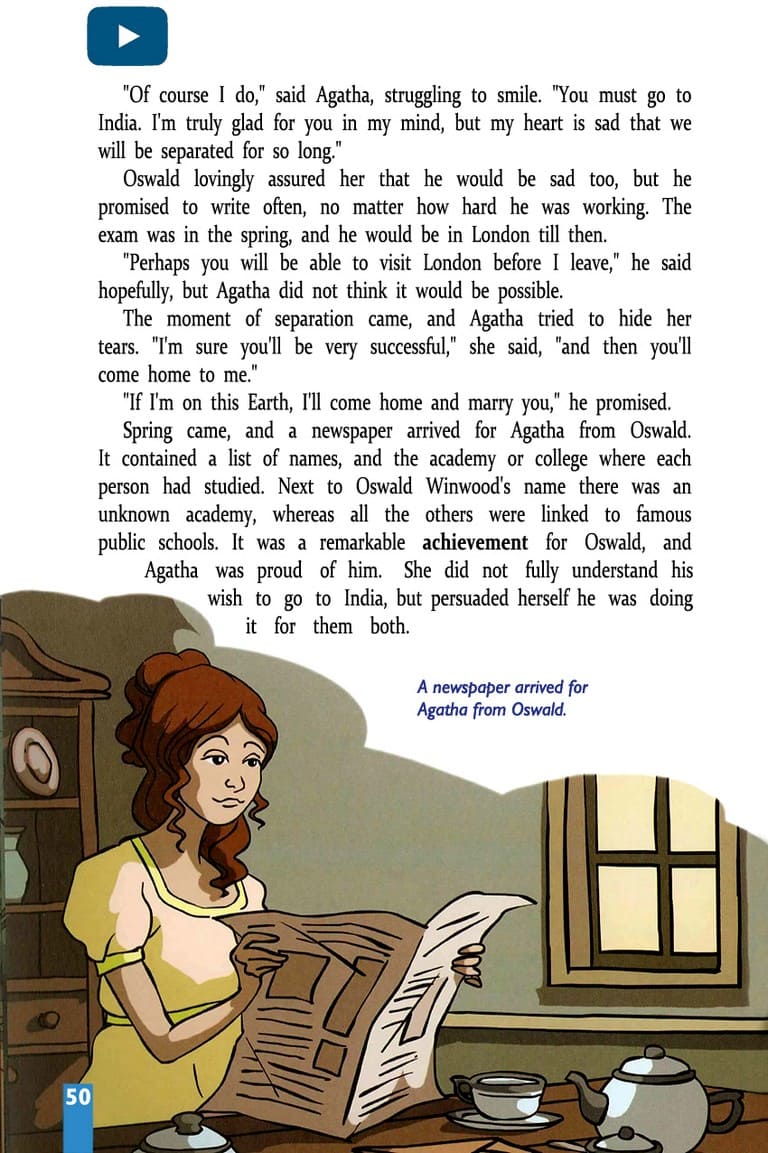 "Of course I do," said Agatha, struggling to smile. "You must go to
India. I'm truly glad for you in my mind, but my heart is sad that we
will be separated for so long."
Oswald lovingly assured her that he would be sad too, but he
promised to write often, no matter how hard he was working. The
exam was in the spring, and he would be in London till then.
"Perhaps you will be able to visit London before I leave," he said
hopefully, but Agatha did not think it would be possible.
The moment of separation came, and Agatha tried to hide her
tears. "I'm sure you'll be very successful," she said, "and then you'll
come home to me."
"If I'm on this Earth, I'll come home and marry you," he promised.
Spring came, and a newspaper arrived for Agatha from Oswald.
It contained a list of names, and the academy or college where each
person had studied. Next to Oswald Winwood's name there was an
unknown academy, whereas all the others were linked to famous
public schools. It was a remarkable achievement for Oswald, and
Agatha was proud of him. She did not fully understand his
wish to go to India, but persuaded herself he was doing
it for them both.
A newspaper arrived for
Agatha from Oswald.
50